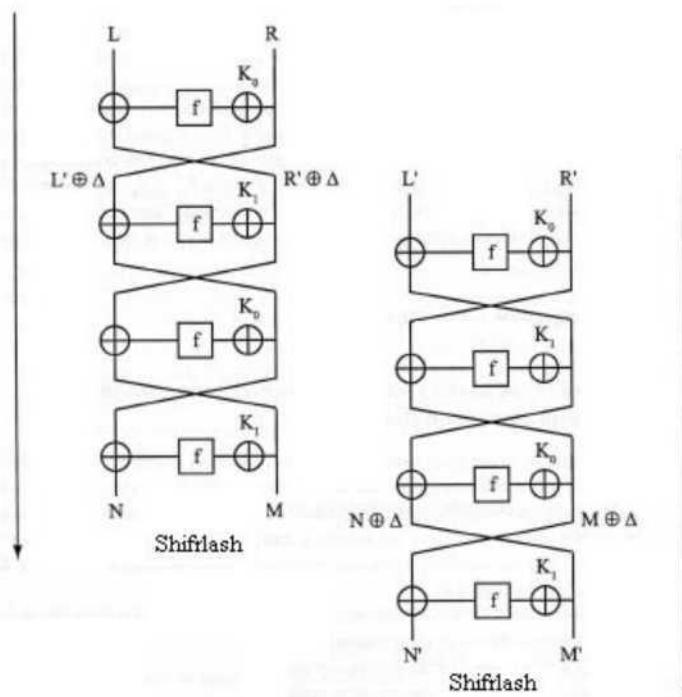 L R
K₀
f
L' ⊕ Δ R' ⊕ Δ
K₁
f
K₀
f
K₁
f
N M
Shifrlash
L' R'
K₀
f
K₁
f
K₀
f
N ⊕ Δ M ⊕ Δ
K₁
f
N' M'
Shifrlash